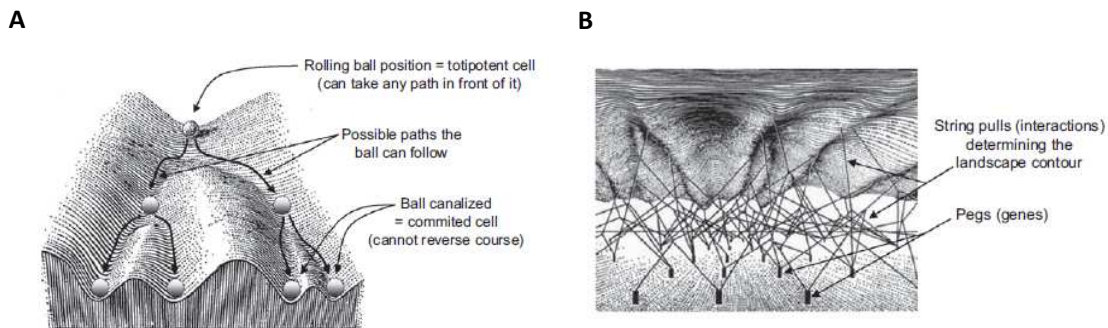 A
Rolling ball position = totipotent cell
(can take any path in front of it)
Possible paths the
ball can follow
Ball canalized
= commited cell
(cannot reverse course)
B
String pulls (interactions)
determining the
landscape contour
Pegs (genes)